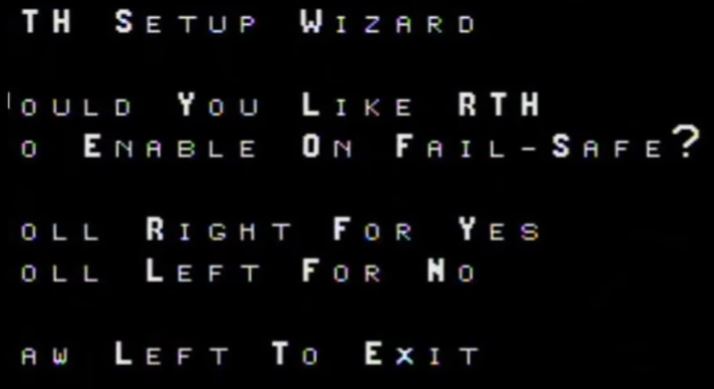 TH Setup Wizard
ould You Like RTH
o Enable On Fail-Safe?
oll Right For Yes
oll Left For No
aw Left To Exit